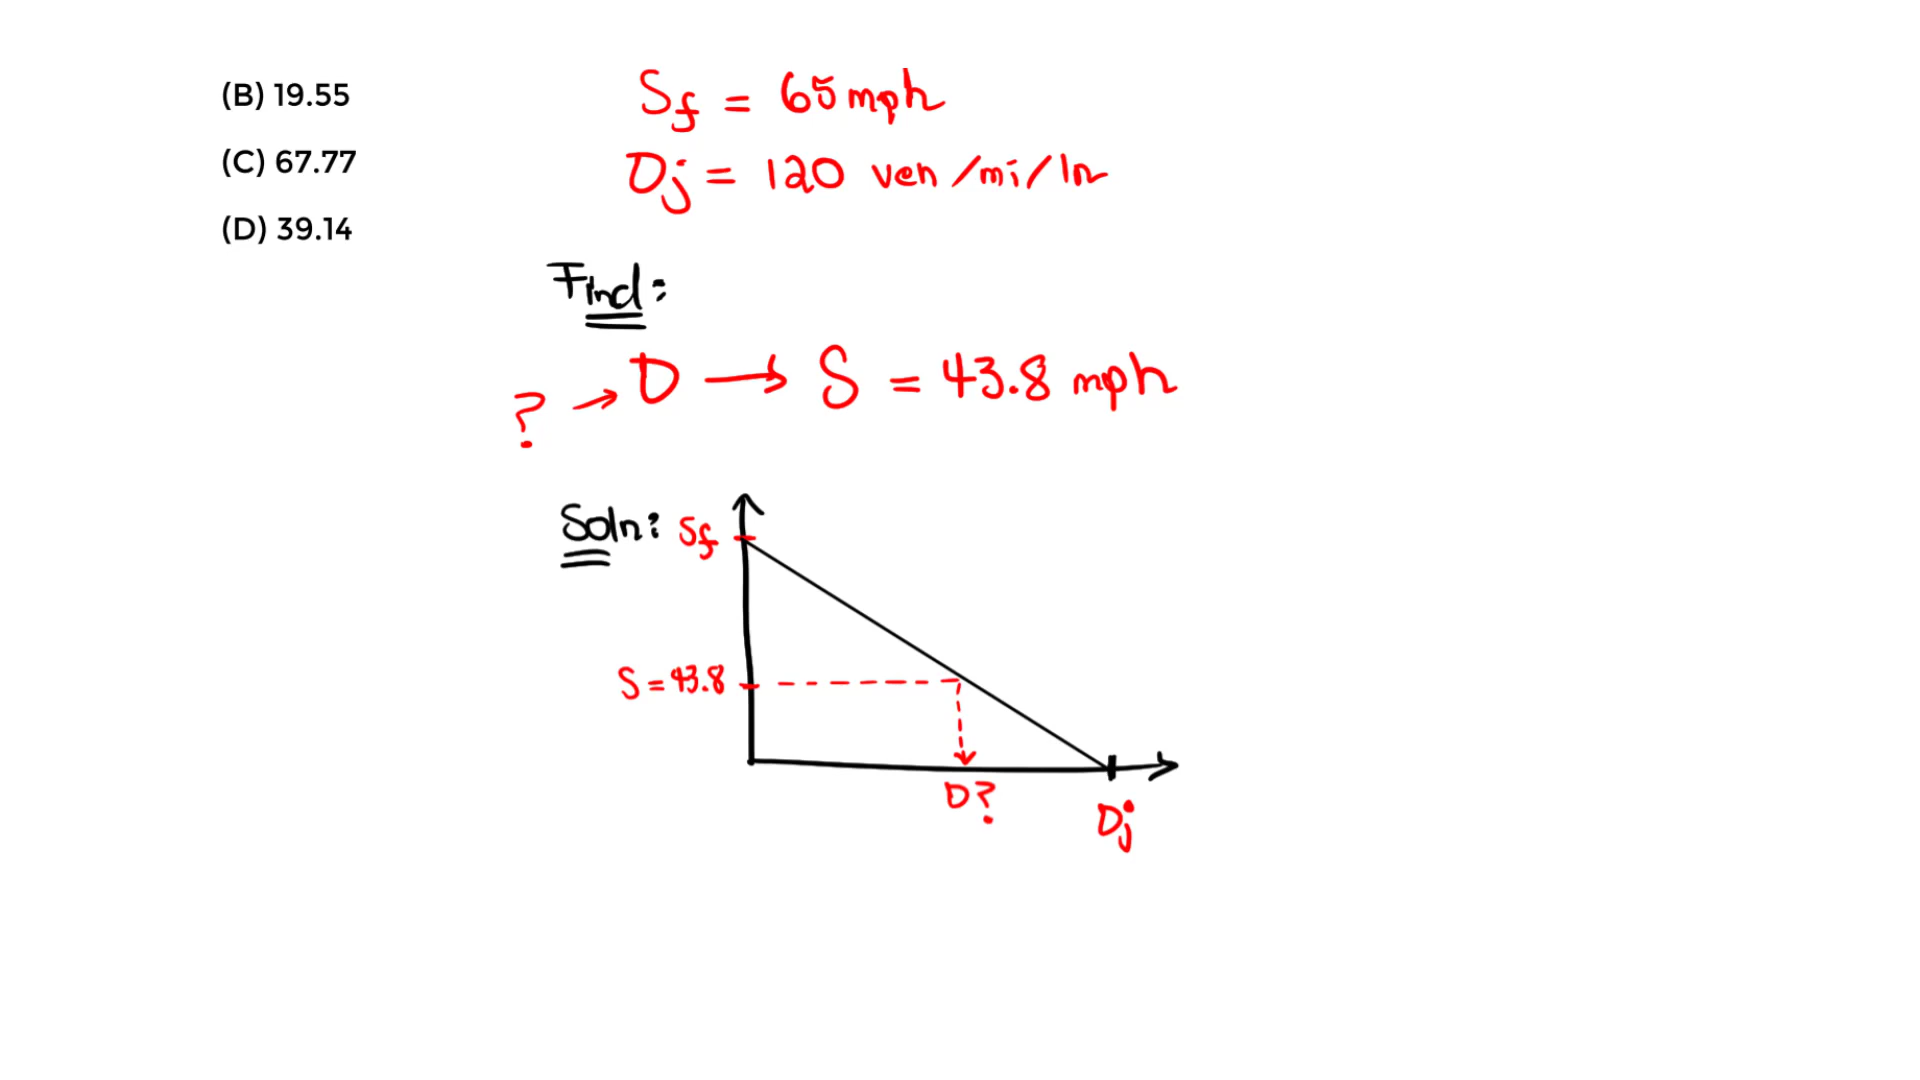 (B) 19.55
(C) 67.77
(D) 39.14
Sf = 65 mph
Dj = 120 veh/mi/ln
Find:
? → D → S = 43.8 mph
Soln:
Sf
S = 43.8
D?
Dj